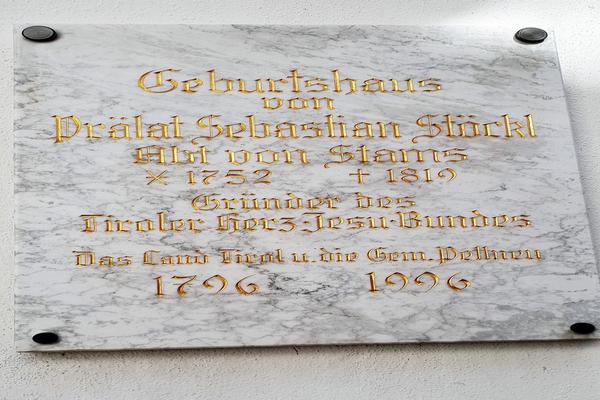 Geburtshaus
von
Prälat Sebastian Stöckl
Abt von Stams
* 1752 † 1819
Gründer des
Tiroler Herz Jesu-Bundes
Das Land Tirol u. die Gem. Pettneu
1796 1996